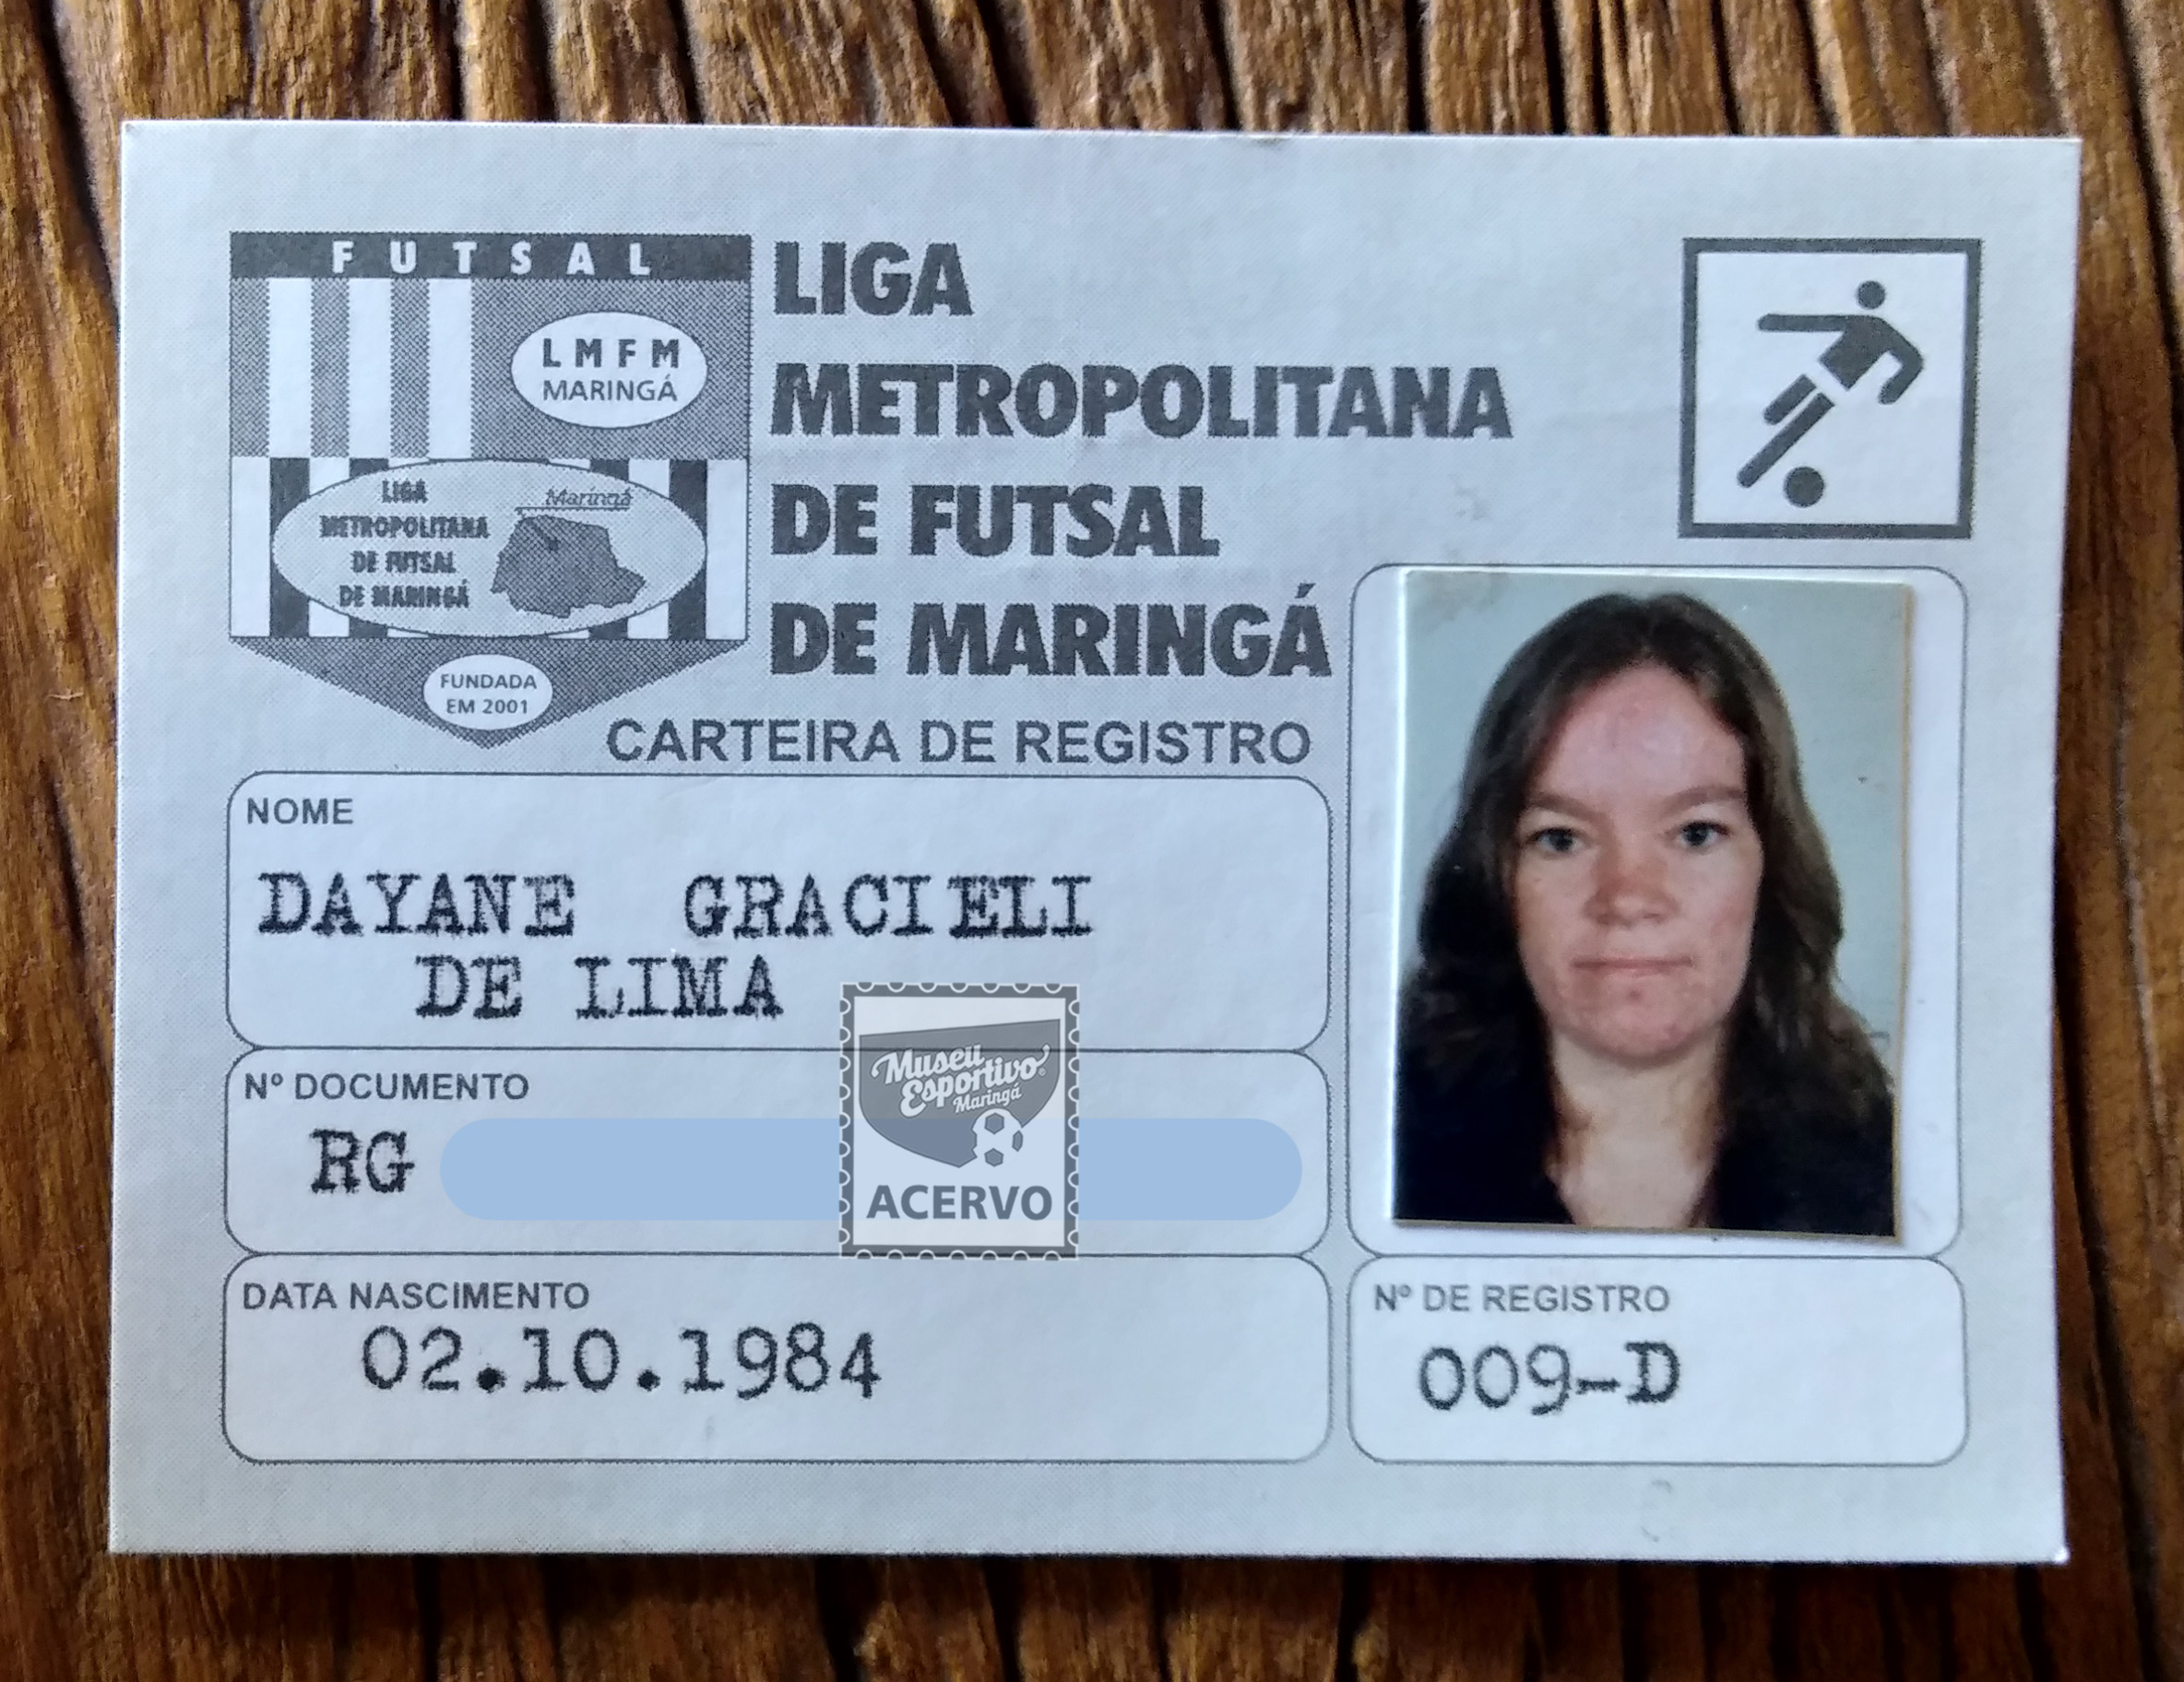 FUTSAL
LMFM
MARINGÁ
LIGA
METROPOLITANA
DE FUTSAL
DE MARINGÁ
Maringá
FUNDADA
EM 2001
LIGA
METROPOLITANA
DE FUTSAL
DE MARINGÁ
CARTEIRA DE REGISTRO
NOME
DAYANE GRACIELI
DE LIMA
Nº DOCUMENTO
RG
Museu
Esportivo
Maringá
ACERVO
DATA NASCIMENTO
02.10.1984
Nº DE REGISTRO
009-D